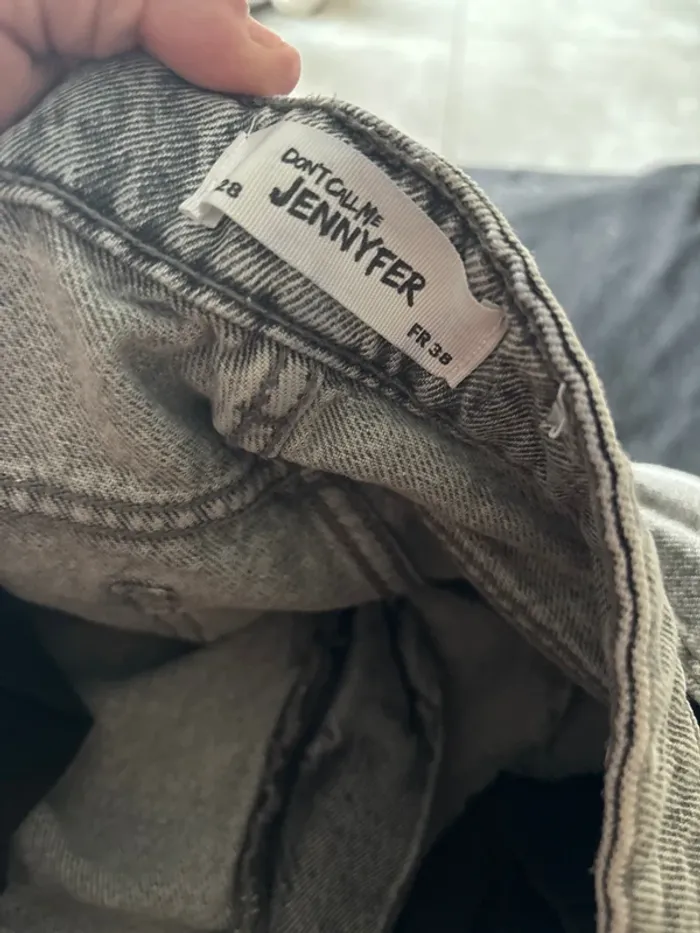 28
DON'T CALL ME
JENNYFER
FR 38